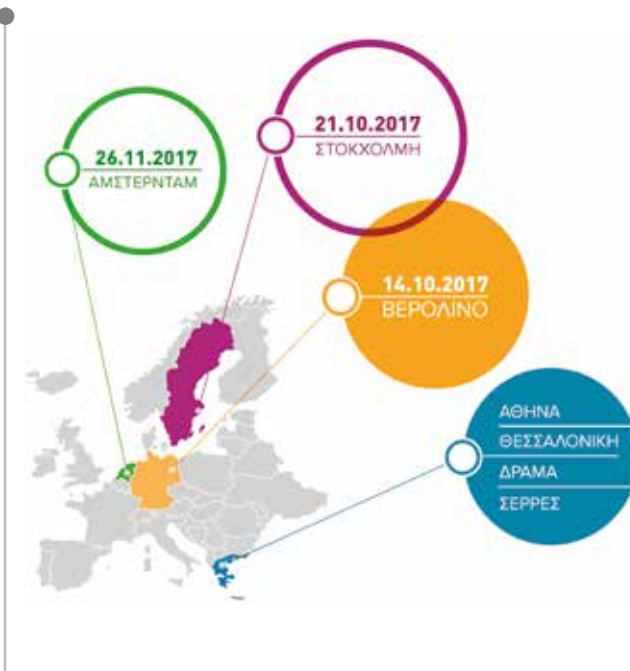 26.11.2017
ΑΜΣΤΕΡΝΤΑΜ
21.10.2017
ΣΤΟΚΧΟΛΜΗ
14.10.2017
ΒΕΡΟΛΙΝΟ
ΑΘΗΝΑ
ΘΕΣΣΑΛΟΝΙΚΗ
ΔΡΑΜΑ
ΣΕΡΡΕΣ